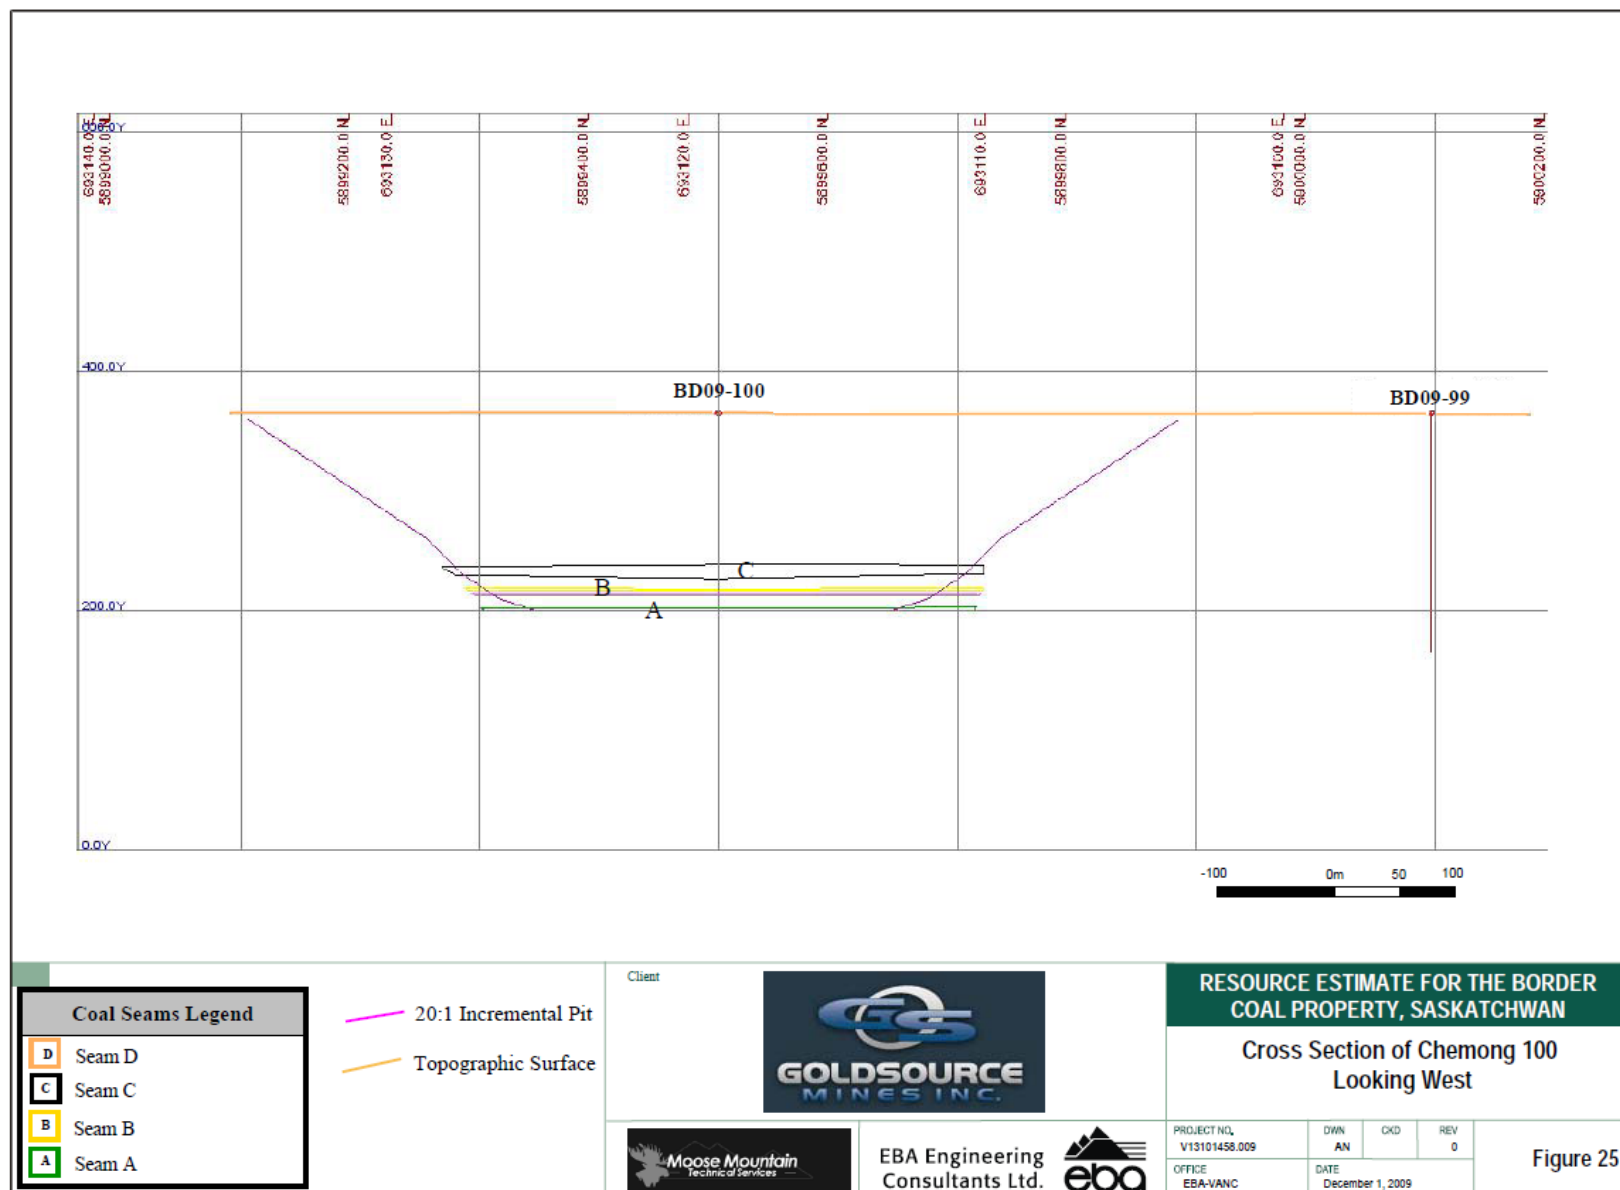 693140.0 E
5899000.0 N
5899200.0 N
693130.0 E
5899400.0 N
693120.0 E
5899600.0 N
693110.0 E
5899800.0 N
693100.0 E
5900000.0 N
5900200.0 N
600.0Y
400.0Y
BD09-100
BD09-99
C
B
200.0Y
A
0.0Y
-100 0m 50 100
Coal Seams Legend
D Seam D
C Seam C
B Seam B
A Seam A
20:1 Incremental Pit
Topographic Surface
Client
GS
GOLDSOURCE
MINES INC.
Moose Mountain
Technical Services
EBA Engineering
Consultants Ltd.
eba
RESOURCE ESTIMATE FOR THE BORDER
COAL PROPERTY, SASKATCHWAN
Cross Section of Chemong 100
Looking West
PROJECT NO. DWN CKD REV
V13101458.009 AN 0
OFFICE DATE
EBA-VANC December 1, 2009
Figure 25